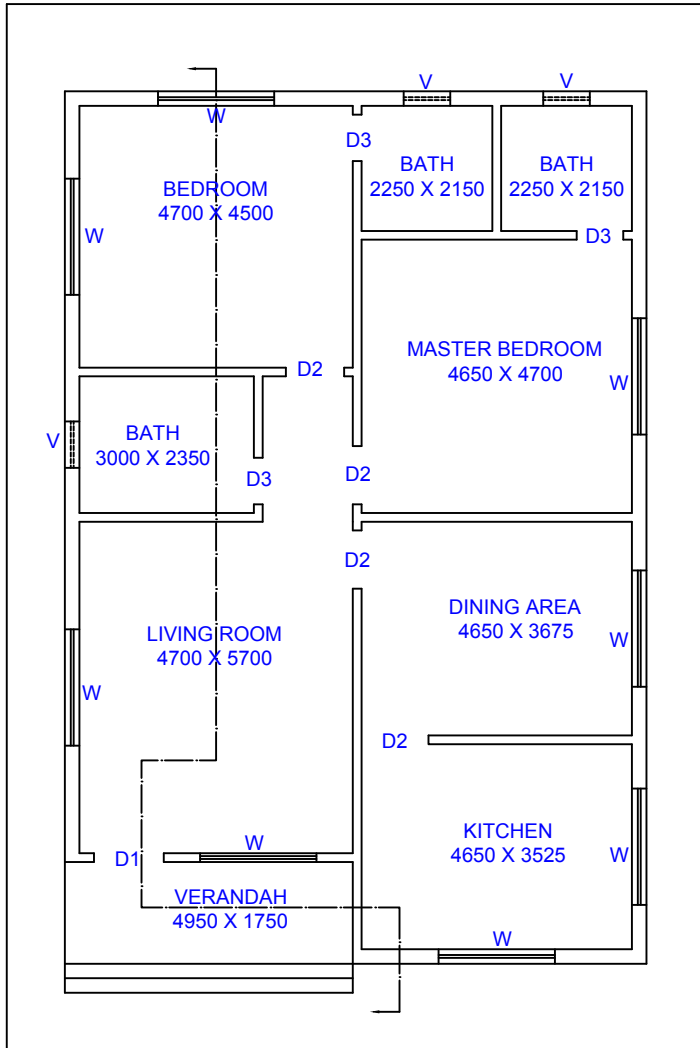 V
V
W
D3
BATH
2250 X 2150
BATH
2250 X 2150
BEDROOM
4700 X 4500
W
D3
MASTER BEDROOM
4650 X 4700
W
D2
BATH
3000 X 2350
V
D3
D2
D2
DINING AREA
4650 X 3675
W
LIVING ROOM
4700 X 5700
W
D2
KITCHEN
4650 X 3525
W
W
D1
VERANDAH
4950 X 1750
W